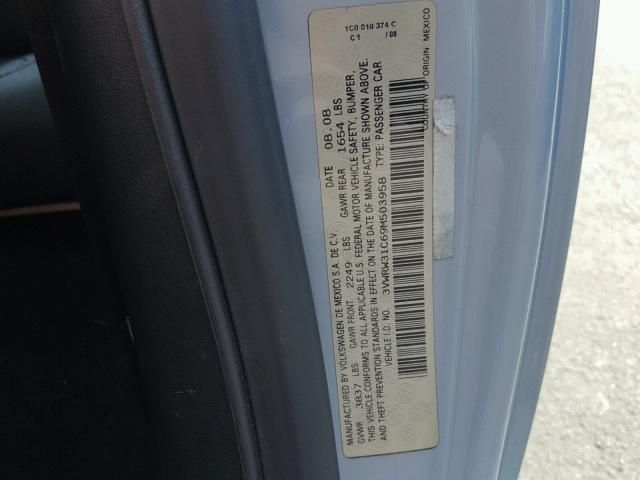 MANUFACTURED BY VOLKSWAGEN DE MEXICO S.A. DE C.V. DATE 08.08
GVWR 3837 LBS GAWR FRONT 2249 LBS GAWR REAR 1654 LBS
THIS VEHICLE CONFORMS TO ALL APPLICABLE U.S. FEDERAL MOTOR VEHICLE SAFETY, BUMPER,
AND THEFT PREVENTION STANDARDS IN EFFECT ON THE DATE OF MANUFACTURE SHOWN ABOVE.
VEHICLE I.D. NO. 3VWRW31C69M503958 TYPE: PASSENGER CAR
COUNTRY OF ORIGIN: MEXICO
1C0 010 374 C
C 1 / 08